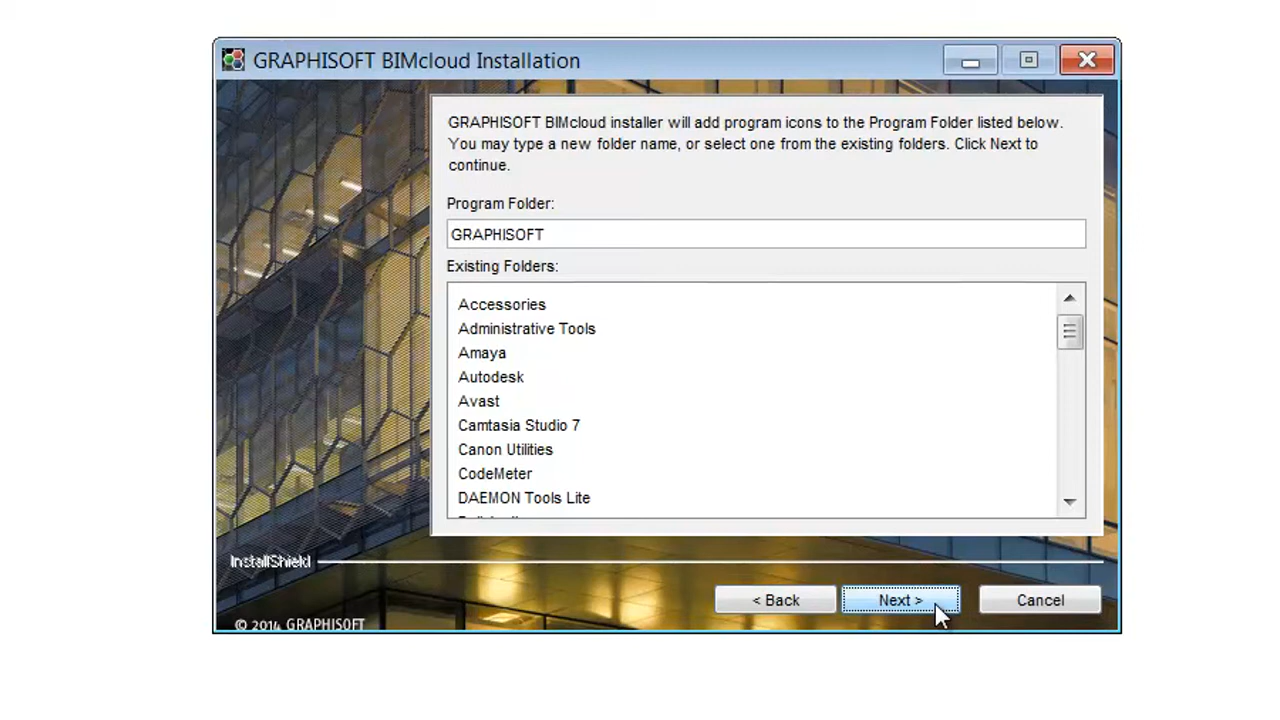 GRAPHISOFT BIMcloud Installation
GRAPHISOFT BIMcloud installer will add program icons to the Program Folder listed below.
You may type a new folder name, or select one from the existing folders. Click Next to
continue.
Program Folder:
GRAPHISOFT
Existing Folders:
Accessories
Administrative Tools
Amaya
Autodesk
Avast
Camtasia Studio 7
Canon Utilities
CodeMeter
DAEMON Tools Lite
InstallShield
< Back
Next >
Cancel
© 2014 GRAPHISOFT